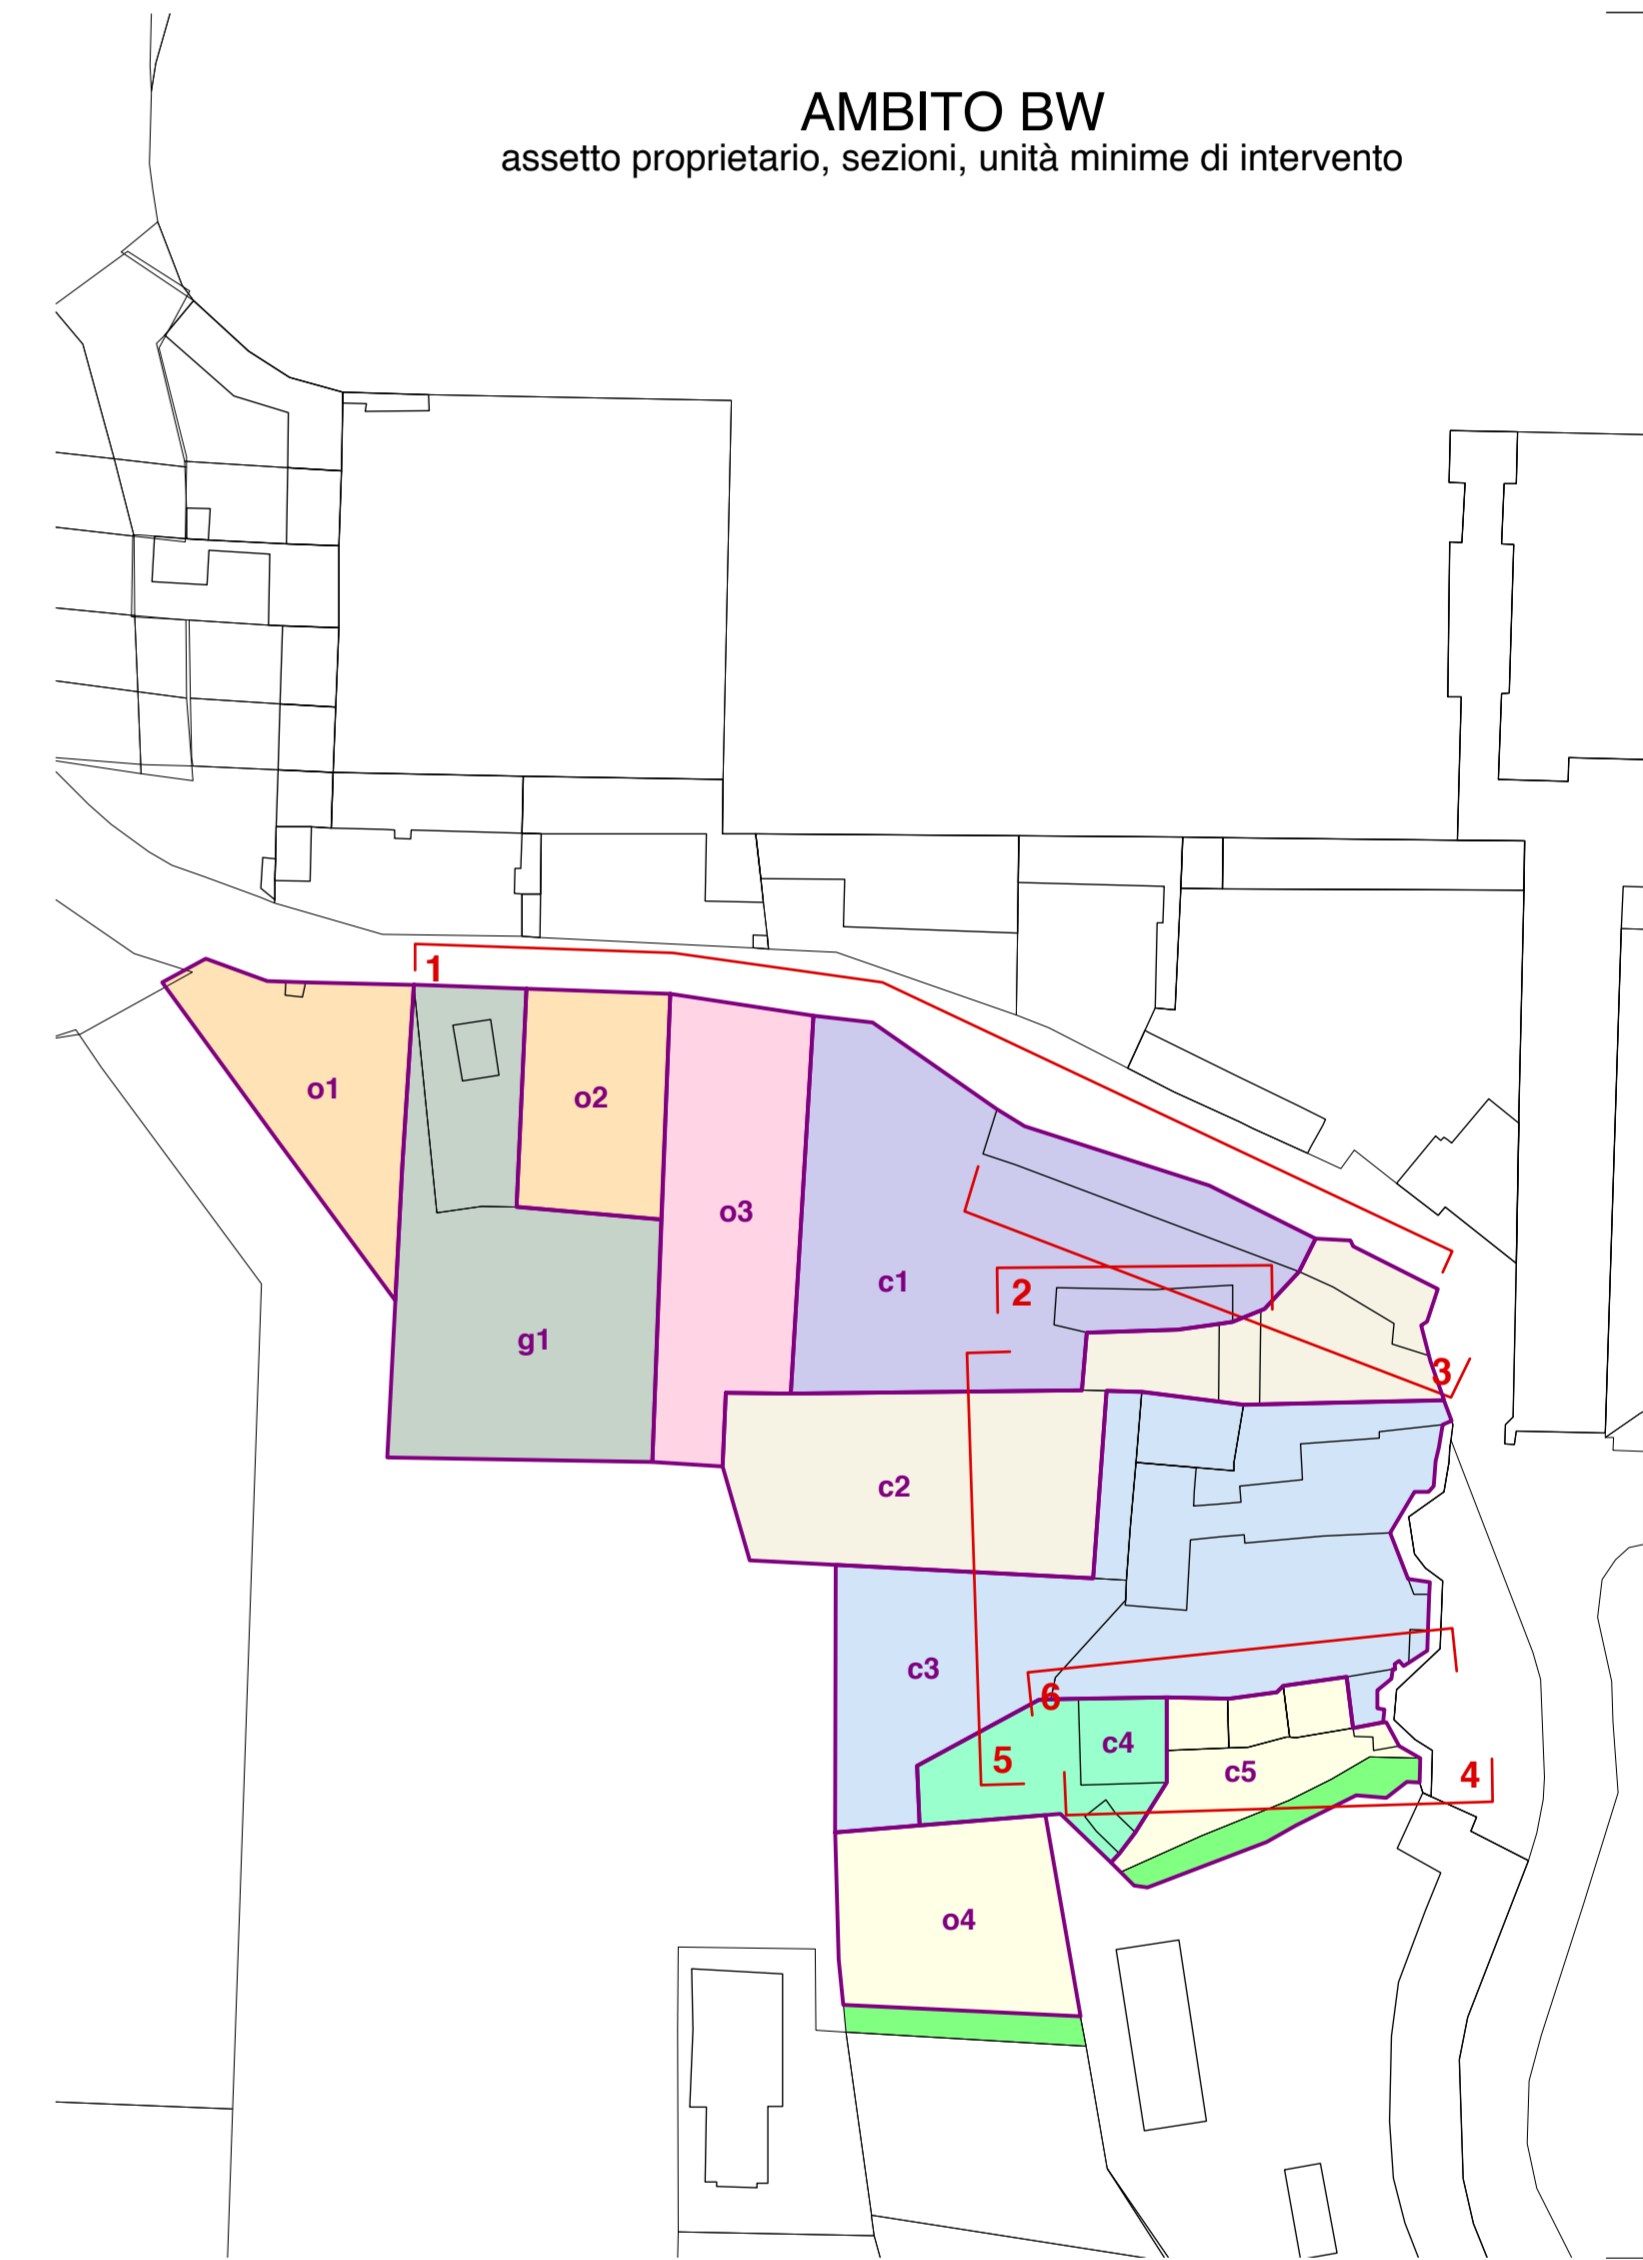 AMBITO BW
assetto proprietario, sezioni, unità minime di intervento
1
o1
o2
o3
c1
2
g1
3
c2
c3
6
c4
5
c5
4
o4